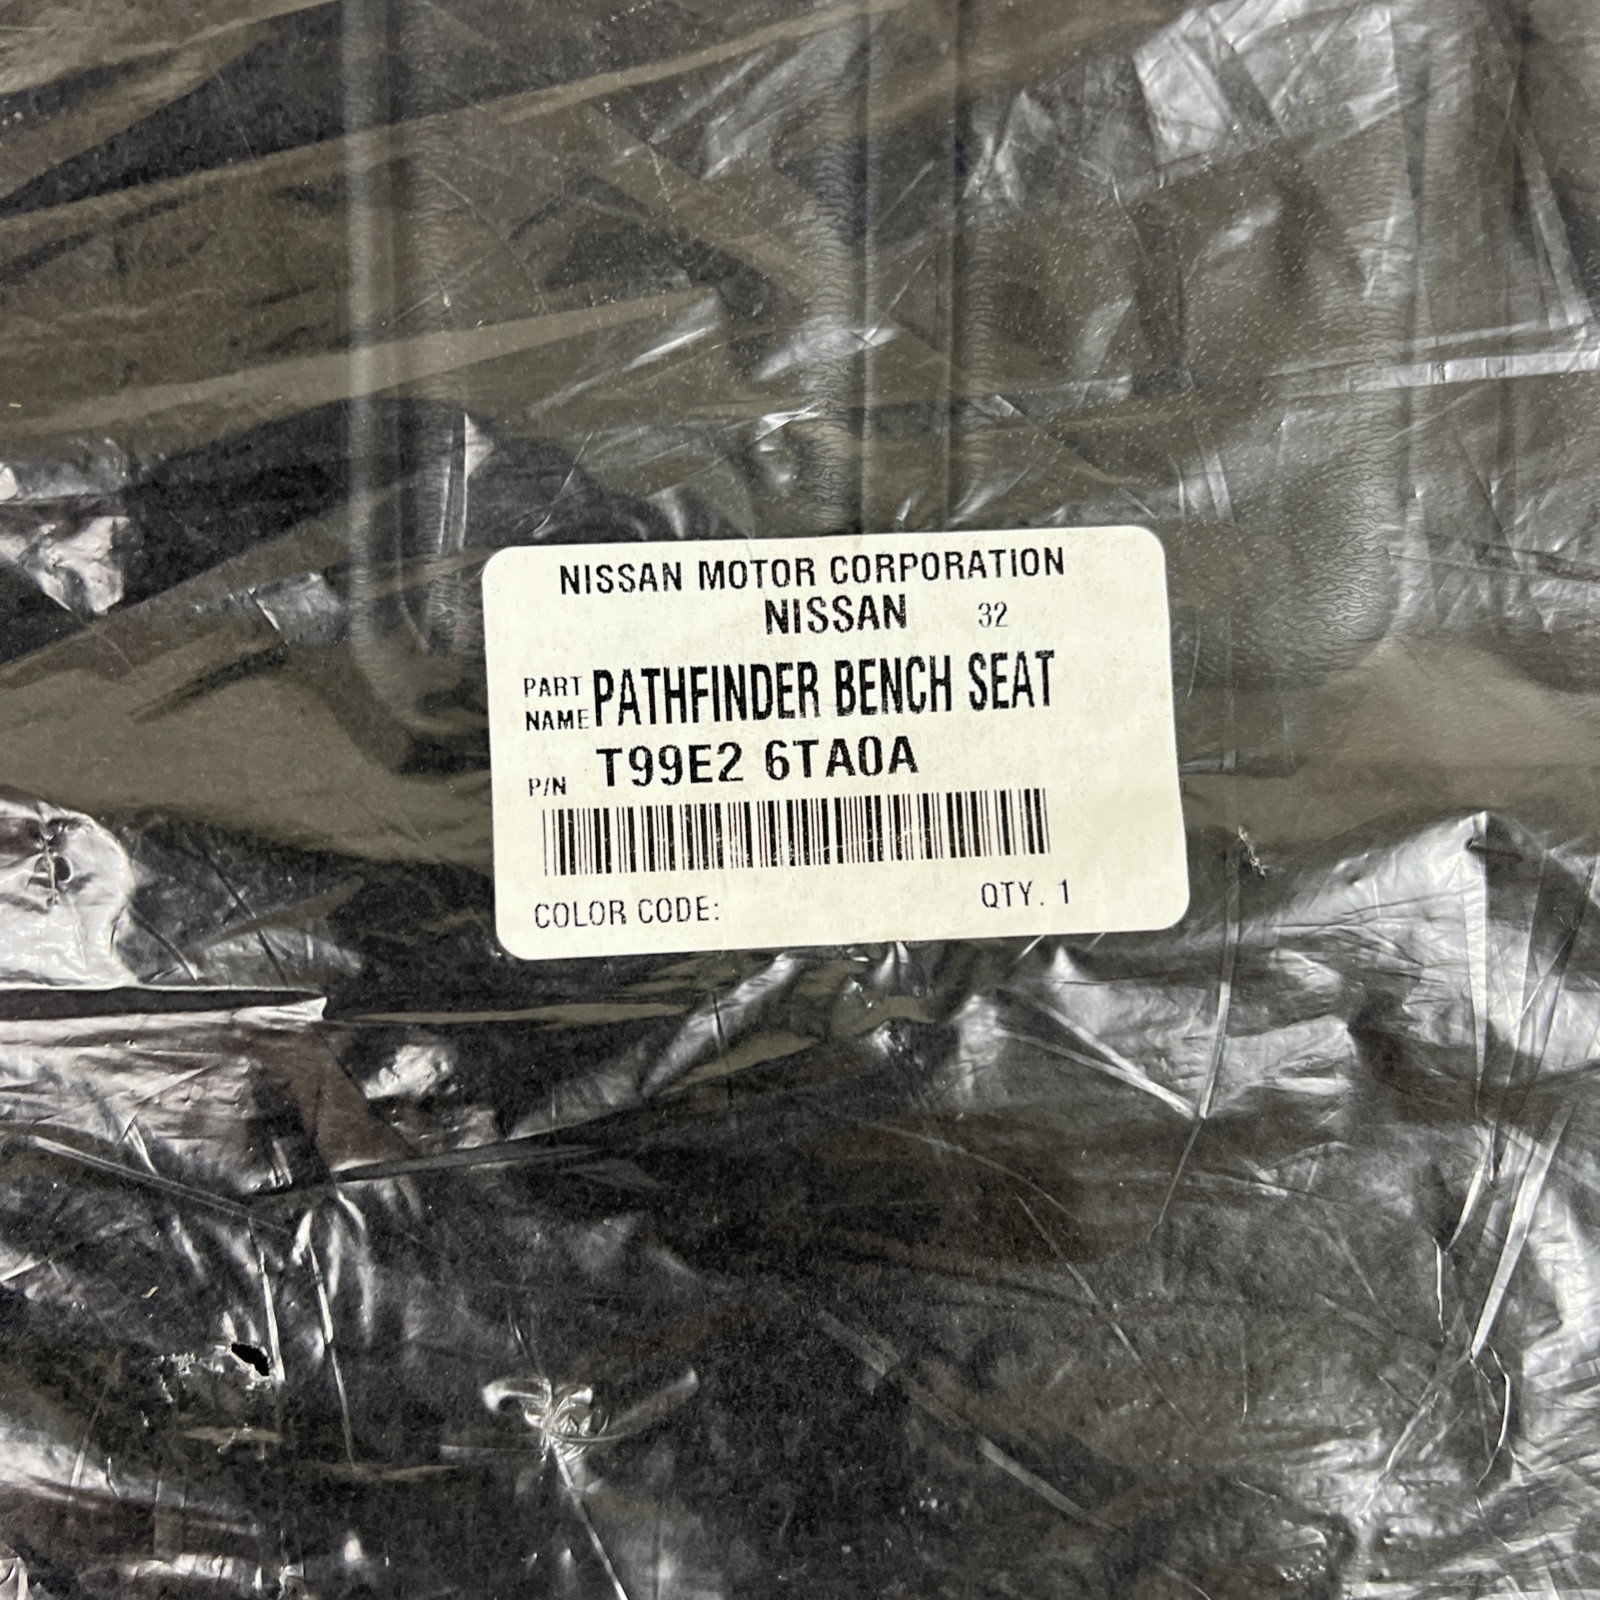 NISSAN MOTOR CORPORATION
NISSAN 32
PART NAME PATHFINDER BENCH SEAT
P/N T99E2 6TA0A
COLOR CODE: QTY. 1